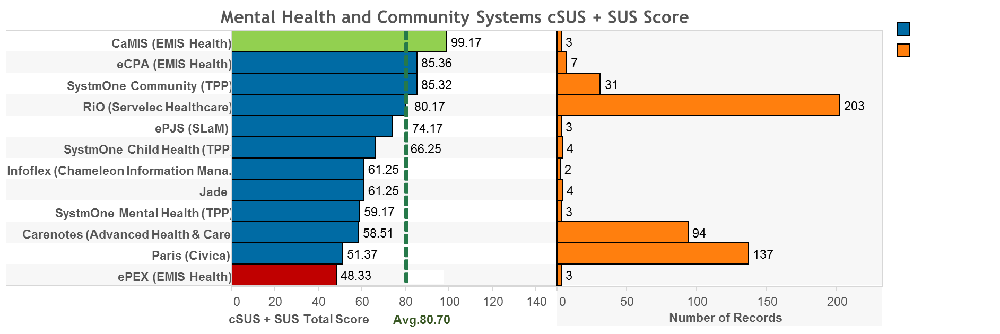 Mental Health and Community Systems cSUS + SUS Score
CaMIS (EMIS Health) 99.17 3
eCPA (EMIS Health) 85.36 7
SystmOne Community (TPP) 85.32 31
RiO (Servelec Healthcare) 80.17 203
ePJS (SLaM) 74.17 3
SystmOne Child Health (TPP) 66.25 4
Infoflex (Chameleon Information Mana. 61.25 2
Jade 61.25 4
SystmOne Mental Health (TPP) 59.17 3
Carenotes (Advanced Health & Care 58.51 94
Paris (Civica) 51.37 137
ePEX (EMIS Health) 48.33 3
0 20 40 60 80 100 120 140 0 50 100 150 200
cSUS + SUS Total Score Avg.80.70 Number of Records